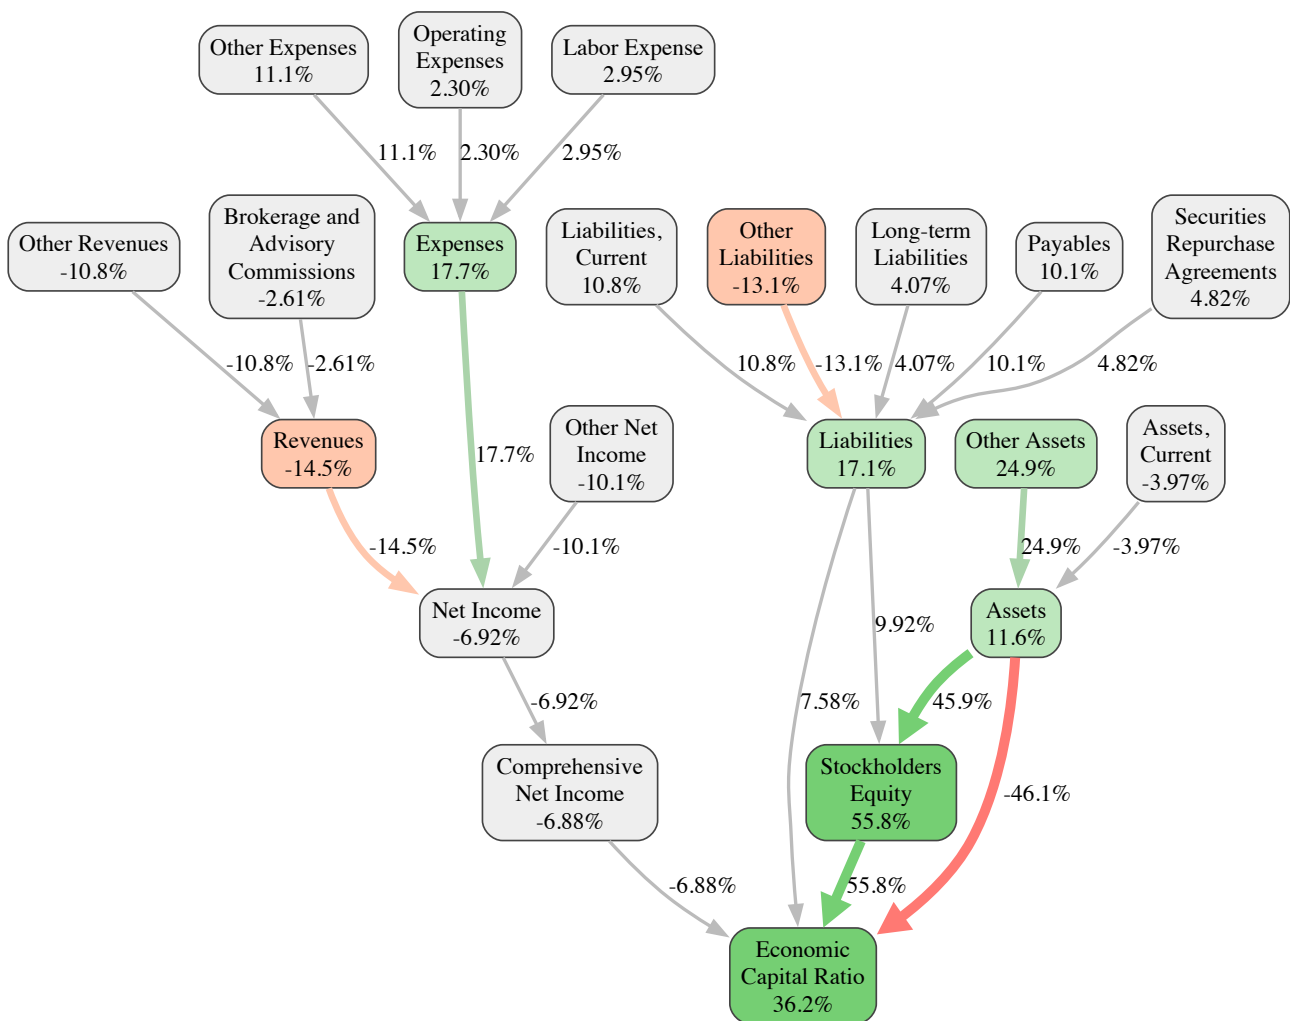 Other Expenses
11.1%
Operating
Expenses
2.30%
Labor Expense
2.95%
11.1%
2.30%
2.95%
Other Revenues
-10.8%
Brokerage and
Advisory
Commissions
-2.61%
Expenses
17.7%
Liabilities,
Current
10.8%
Other
Liabilities
-13.1%
Long-term
Liabilities
4.07%
Payables
10.1%
Securities
Repurchase
Agreements
4.82%
-10.8%
-2.61%
10.8%
-13.1%
4.07%
10.1%
4.82%
Revenues
-14.5%
17.7%
Other Net
Income
-10.1%
Liabilities
17.1%
Other Assets
24.9%
Assets,
Current
-3.97%
-14.5%
-10.1%
24.9%
-3.97%
Net Income
-6.92%
9.92%
Assets
11.6%
-6.92%
7.58%
45.9%
Comprehensive
Net Income
-6.88%
Stockholders
Equity
55.8%
-46.1%
-6.88%
55.8%
Economic
Capital Ratio
36.2%